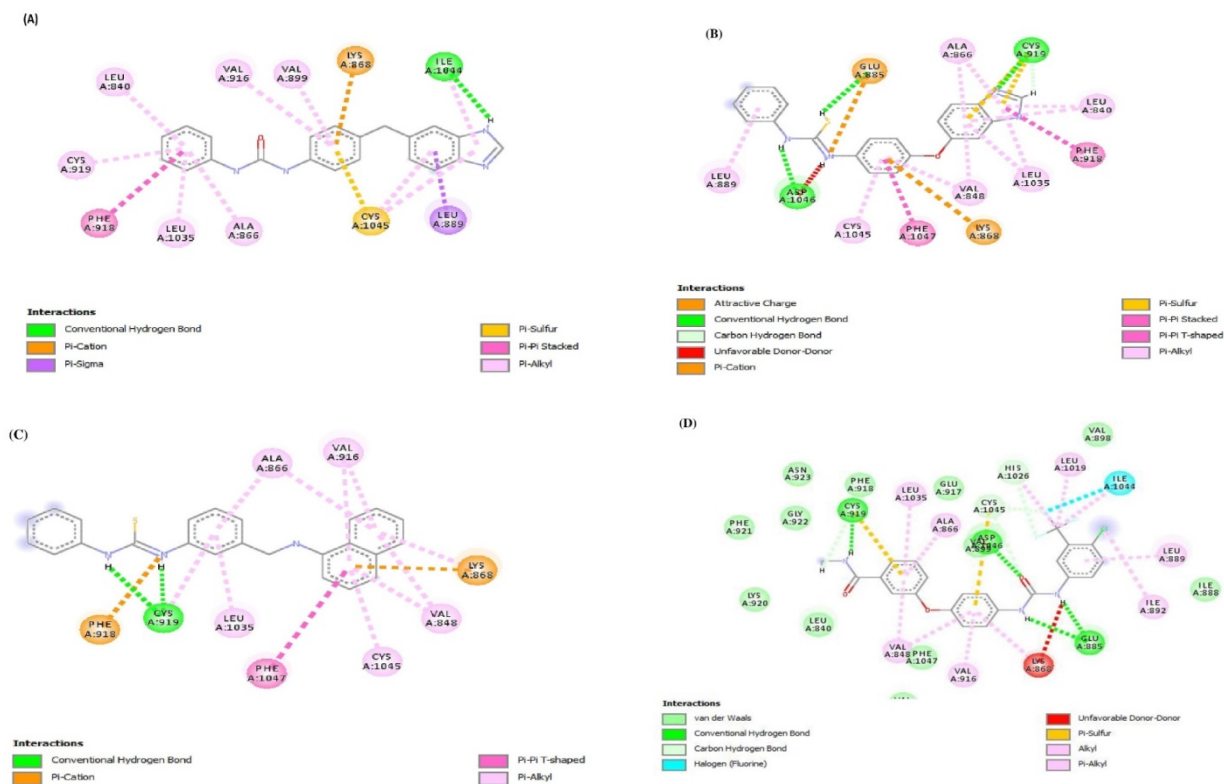 (A)
LYS
A:868
ILE
A:1044
VAL
A:916
VAL
A:899
LEU
A:840
O
H
N
N
N
N
CYS
A:919
PHE
A:918
LEU
A:1035
ALA
A:866
CYS
A:1045
LEU
A:889
Interactions
Conventional Hydrogen Bond
Pi-Cation
Pi-Sigma
Pi-Sulfur
Pi-Pi Stacked
Pi-Alkyl
(B)
ALA
A:866
CYS
A:919
GLU
A:885
H
H
LEU
A:840
PHE
A:918
H
H
LEU
A:889
ASP
A:1046
VAL
A:848
LEU
A:1035
CYS
A:1045
PHE
A:1047
LYS
A:868
Interactions
Attractive Charge
Conventional Hydrogen Bond
Carbon Hydrogen Bond
Unfavorable Donor-Donor
Pi-Cation
Pi-Sulfur
Pi-Pi Stacked
Pi-Pi T-shaped
Pi-Alkyl
(C)
VAL
A:916
ALA
A:866
S
N
N
N
H
H
LYS
A:868
PHE
A:918
CYS
A:919
LEU
A:1035
VAL
A:848
PHE
A:1047
CYS
A:1045
Interactions
Conventional Hydrogen Bond
Pi-Cation
Pi-Pi T-shaped
Pi-Alkyl
(D)
VAL
A:898
ASN
A:923
PHE
A:918
LEU
A:1035
GLU
A:917
HIS
A:1026
LEU
A:1019
ILE
A:1044
CYS
A:919
GLY
A:922
PHE
A:921
ALA
A:866
CYS
A:1045
ASP
A:1046
LEU
A:889
H
H
LYS
A:920
LEU
A:840
ILE
A:892
ILE
A:888
H
H
VAL
A:848
PHE
A:1047
VAL
A:916
LYS
A:868
GLU
A:885
Interactions
van der Waals
Conventional Hydrogen Bond
Carbon Hydrogen Bond
Halogen (Fluorine)
Unfavorable Donor-Donor
Pi-Sulfur
Alkyl
Pi-Alkyl